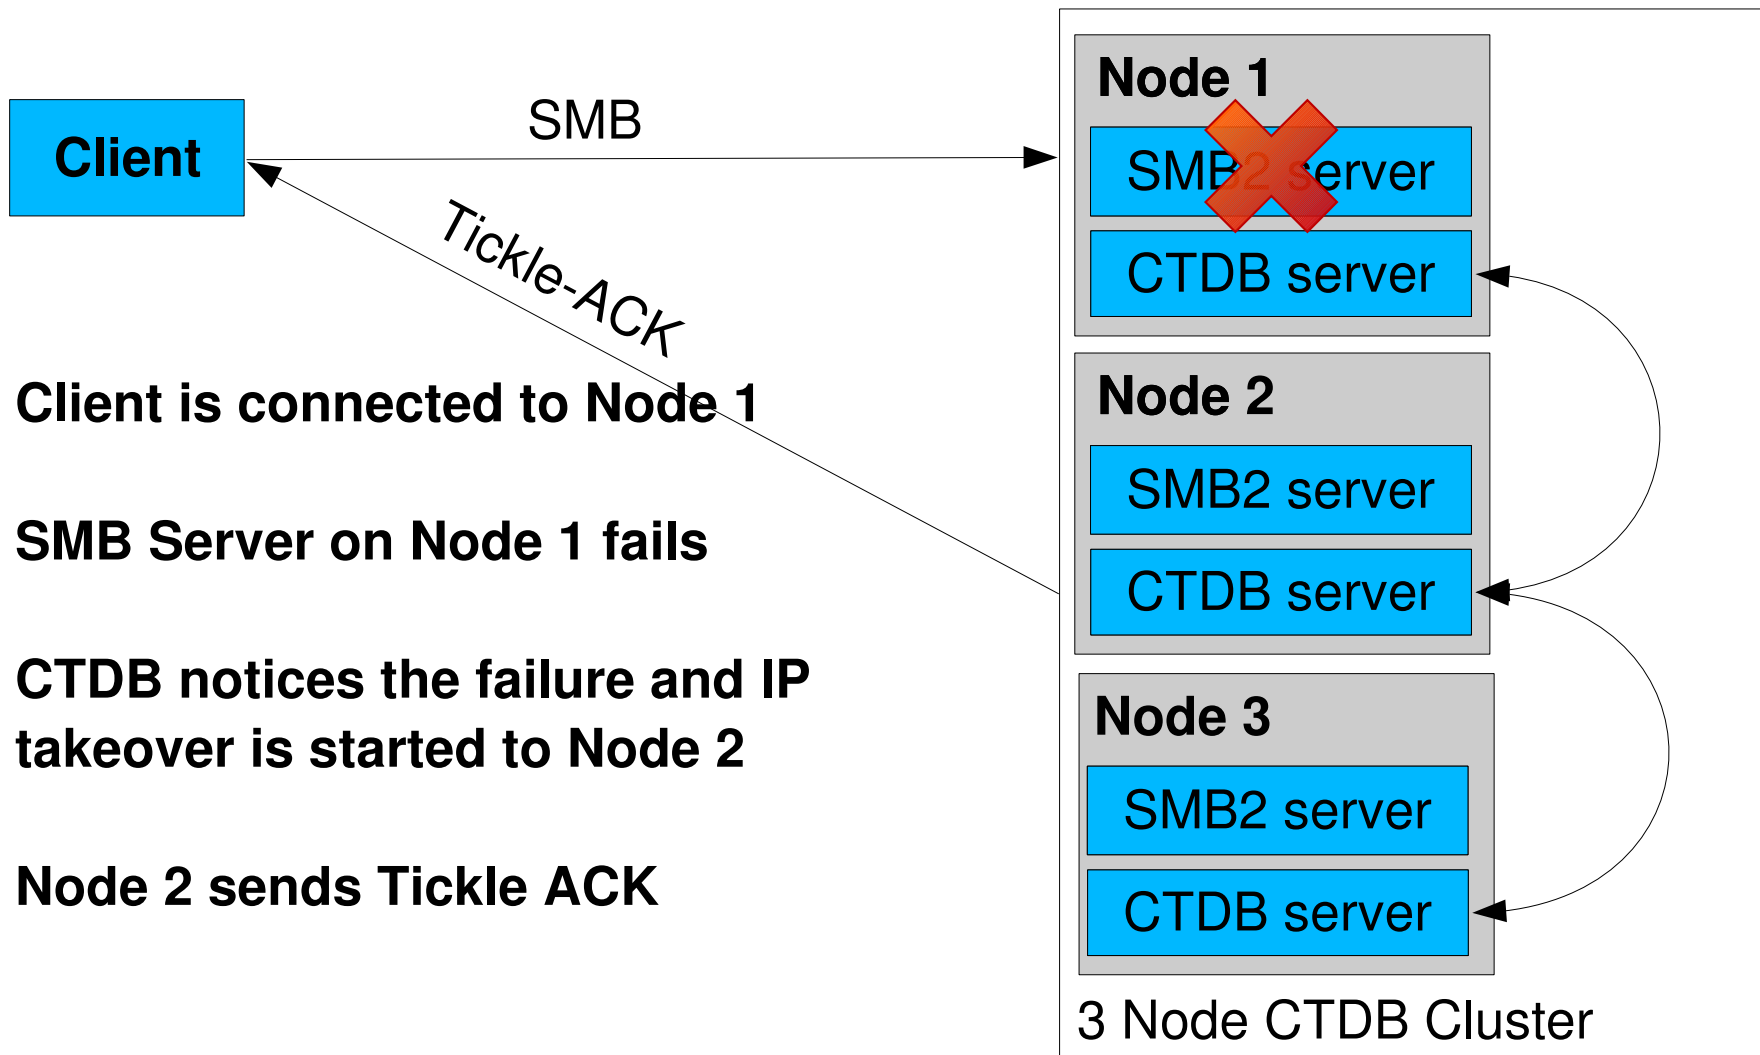 Client
SMB
Tickle-ACK
Client is connected to Node 1
SMB Server on Node 1 fails
CTDB notices the failure and IP
takeover is started to Node 2
Node 2 sends Tickle ACK
Node 1
SMB2 server
CTDB server
Node 2
SMB2 server
CTDB server
Node 3
SMB2 server
CTDB server
3 Node CTDB Cluster